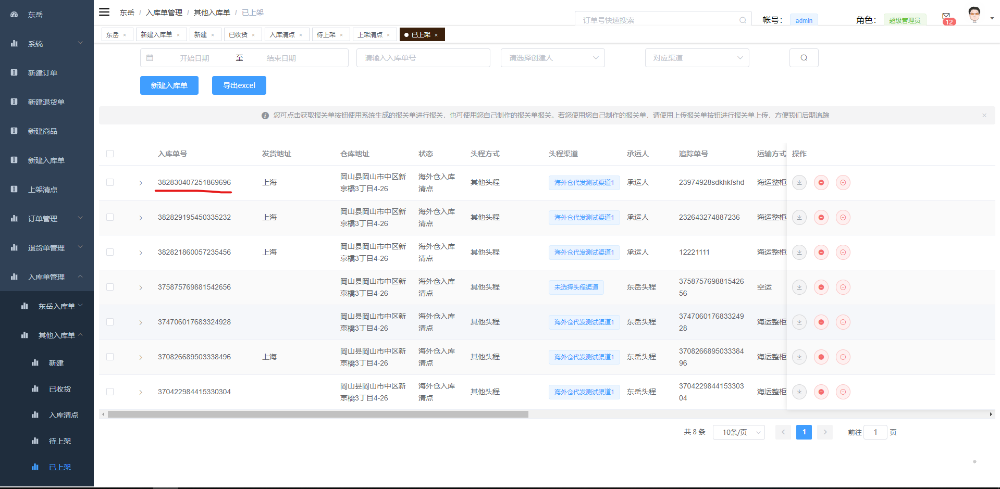 东岳
系统
新建订单
新建退货单
新建商品
新建入库单
上架清点
订单管理
退货单管理
入库单管理
东岳入库单
其他入库单
新建
已收货
入库清点
待上架
已上架
东岳 / 入库单管理 / 其他入库单 / 已上架
订单号快速搜索
帐号： admin
角色： 超级管理员
12
东岳 × 新建入库单 × 新建 × 已收货 × 入库清点 × 待上架 × 上架清点 × 已上架 ×
开始日期 至 结束日期 请输入入库单号 请选择创建人 对应渠道
新建入库单 导出excel
您可点击获取报关单按钮使用系统生成的报关单进行报关，也可使用您自己制作的报关单报关。若您使用您自己制作的报关单，请使用上传报关单按钮进行报关单上传，方便我们后期追踪
入库单号 发货地址 仓库地址 状态 头程方式 头程渠道 承运人 追踪单号 运输方式 操作
382830407251869696 上海 岡山县岡山市中区新 海外仓入库 其他头程 海外仓代发测试渠道1 承运人 23974928sdkhkfshd 海运整柜
京橋3丁目4-26 清点
382829195450335232 上海 岡山县岡山市中区新 海外仓入库 其他头程 海外仓代发测试渠道1 承运人 232643274887236 海运整柜
京橋3丁目4-26 清点
382821860057235456 上海 岡山县岡山市中区新 海外仓入库 其他头程 海外仓代发测试渠道1 承运人 12221111 海运整柜
京橋3丁目4-26 清点
375875769881542656 岡山县岡山市中区新 海外仓入库 其他头程 未选择头程渠道 东岳头程 3758757698815426 空运
京橋3丁目4-26 清点 56
374706017683324928 岡山县岡山市中区新 海外仓入库 其他头程 海外仓代发测试渠道1 东岳头程 3747060176833249 海运整柜
京橋3丁目4-26 清点 28
370826689503338496 上海 岡山县岡山市中区新 海外仓入库 其他头程 海外仓代发测试渠道1 东岳头程 3708266895033384 海运整柜
京橋3丁目4-26 清点 96
370422984415330304 岡山县岡山市中区新 海外仓入库 其他头程 海外仓代发测试渠道1 东岳头程 3704229844153303 海运整柜
京橋3丁目4-26 清点 04
共 8 条 10条/页 1 前往 1 页